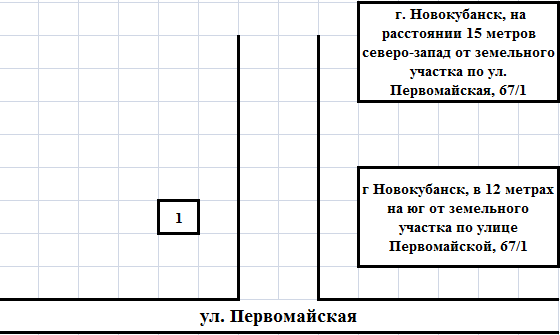 г. Новокубанск, на
расстоянии 15 метров
северо-запад от земельного
участка по ул.
Первомайская, 67/1
г Новокубанск, в 12 метрах
на юг от земельного
участка по улице
Первомайской, 67/1
1
ул. Первомайская